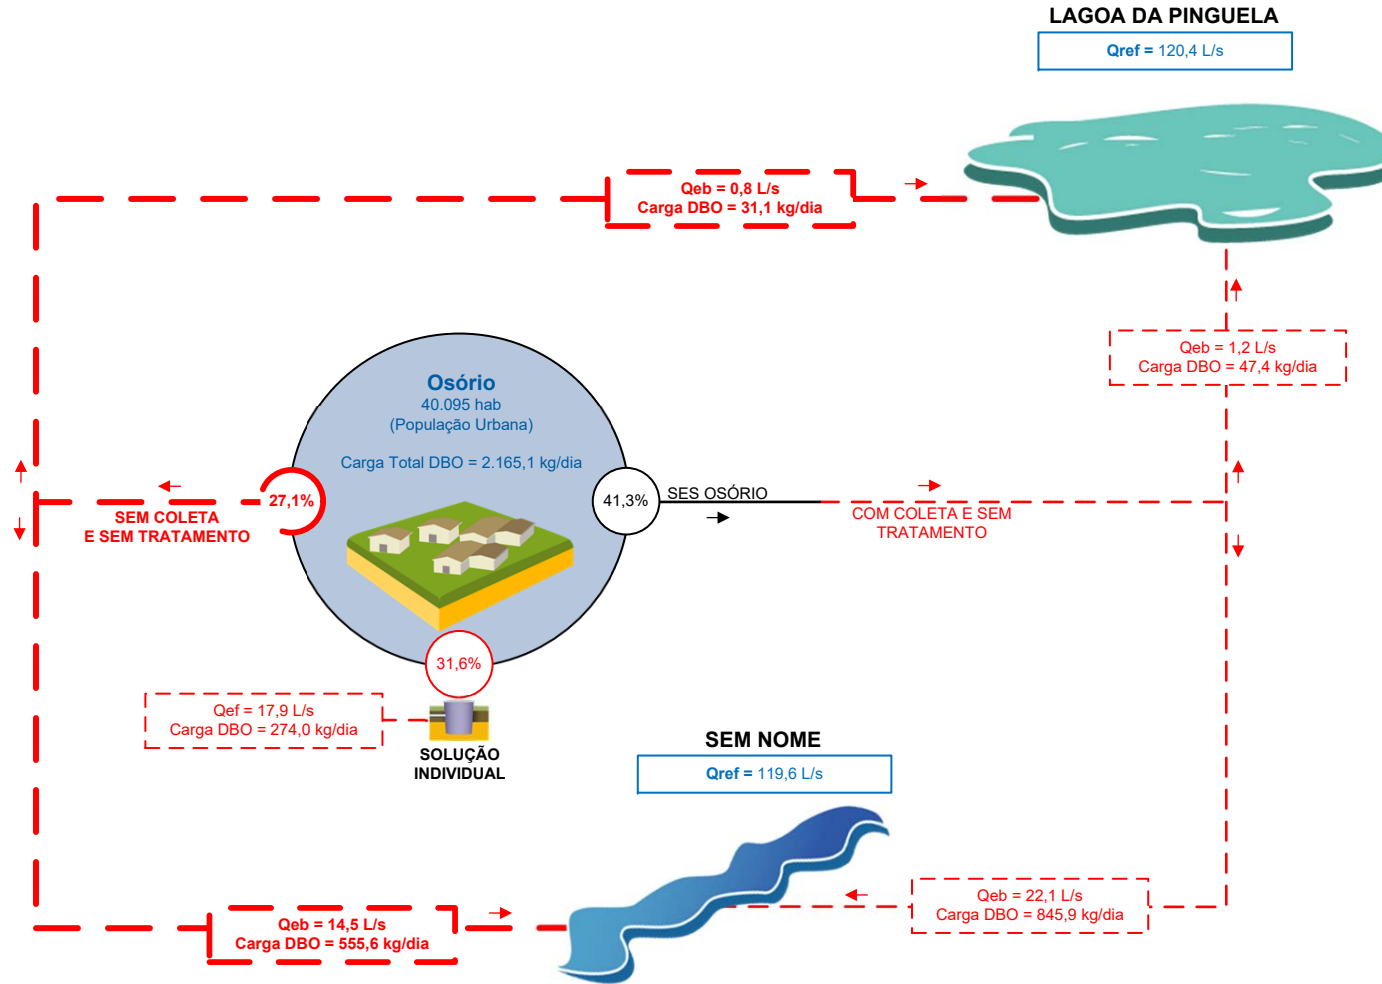 LAGOA DA PINGUELA
Qref = 120,4 L/s
Qeb = 0,8 L/s
Carga DBO = 31,1 kg/dia
Qeb = 1,2 L/s
Carga DBO = 47,4 kg/dia
Osório
40.095 hab
(População Urbana)
Carga Total DBO = 2.165,1 kg/dia
27,1%
SEM COLETA
E SEM TRATAMENTO
41,3%
SES OSÓRIO
COM COLETA E SEM
TRATAMENTO
31,6%
Qef = 17,9 L/s
Carga DBO = 274,0 kg/dia
SOLUÇÃO
INDIVIDUAL
SEM NOME
Qref = 119,6 L/s
Qeb = 22,1 L/s
Carga DBO = 845,9 kg/dia
Qeb = 14,5 L/s
Carga DBO = 555,6 kg/dia